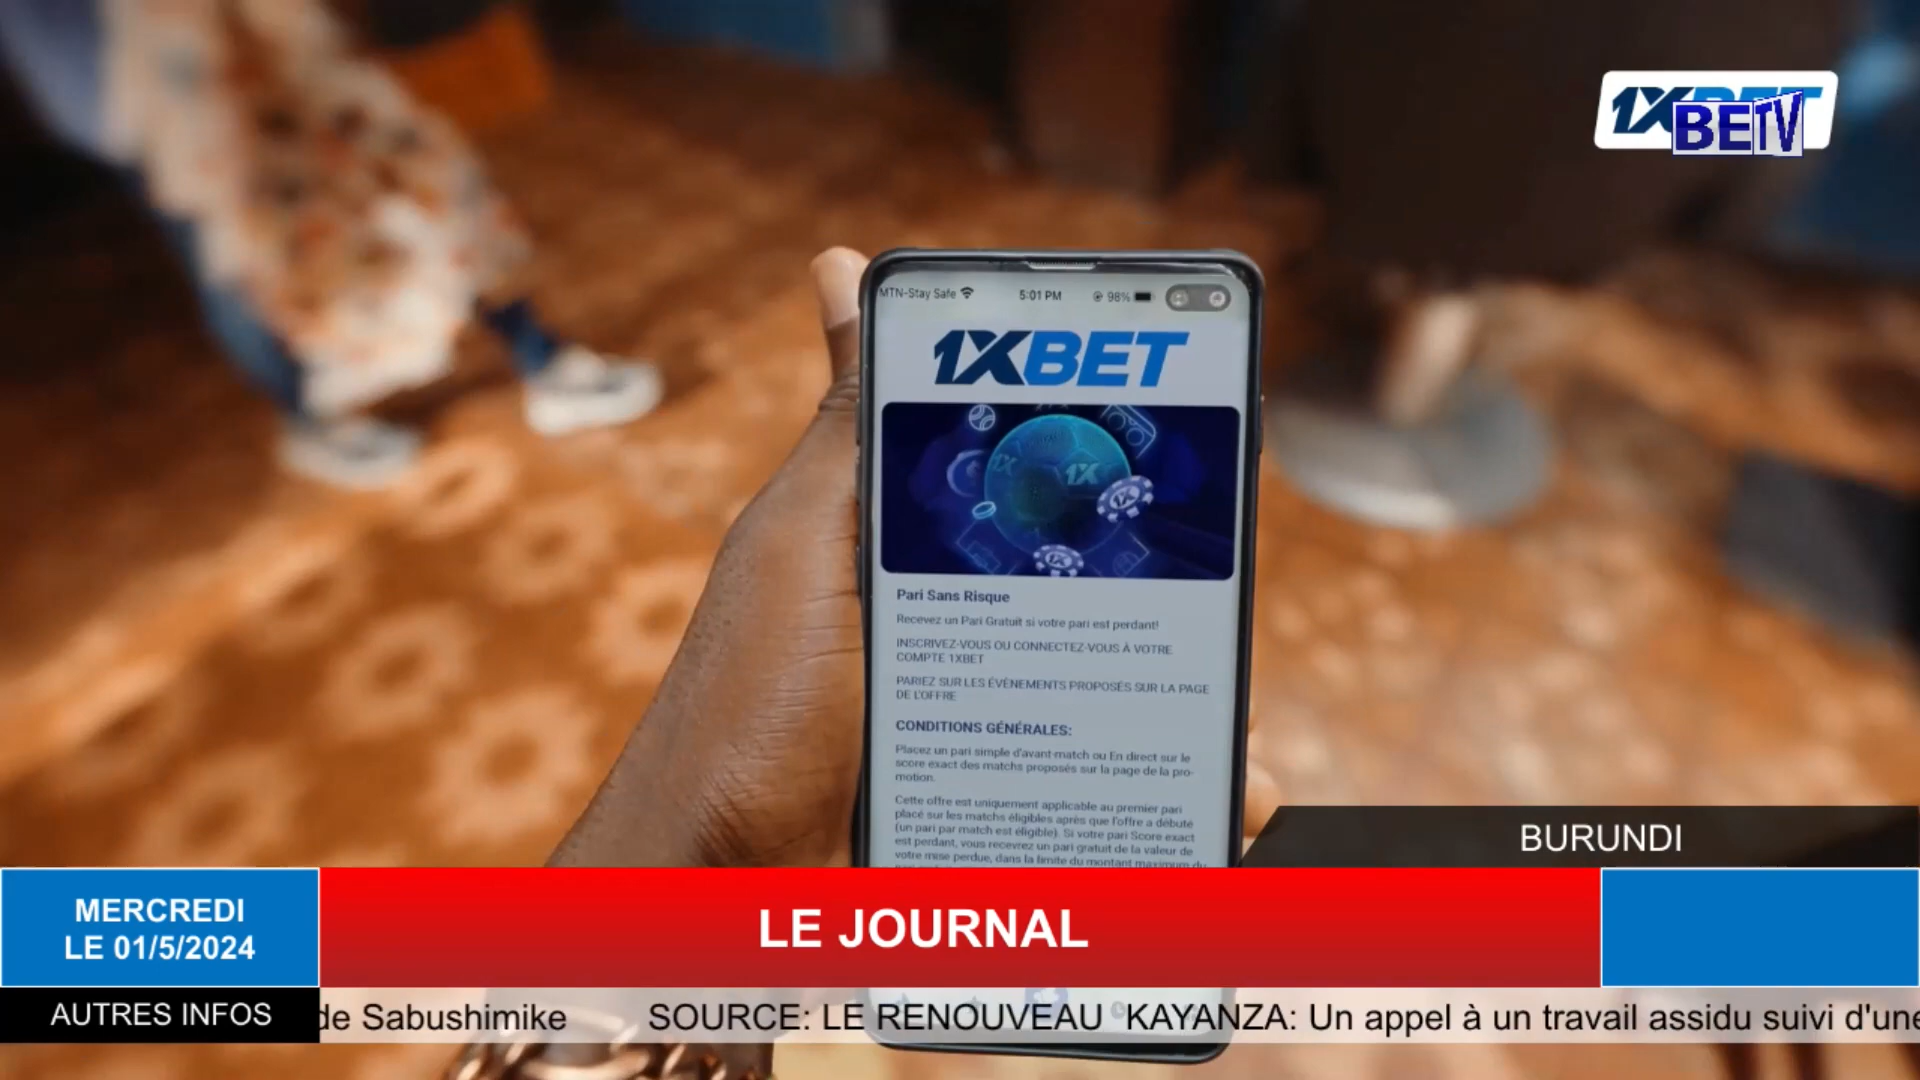 1XBET
BETV
MTN-Stay Safe 5:01 PM 98%
1XBET
1X
1X
1X
1X
Pari Sans Risque
Recevez un Pari Gratuit si votre pari est perdant!
INSCRIVEZ-VOUS OU CONNECTEZ-VOUS À VOTRE
COMPTE 1XBET
PARIEZ SUR LES ÉVÈNEMENTS PROPOSÉS SUR LA PAGE
DE L'OFFRE
CONDITIONS GÉNÉRALES:
Placez un pari simple d'avant-match ou En direct sur le
score exact des matchs proposés sur la page de la pro-
motion.
Cette offre est uniquement applicable au premier pari
placé sur les matchs éligibles après que l'offre a débuté
(un pari par match est éligible). Si votre pari Score exact
est perdant, vous recevrez un pari gratuit de la valeur de
votre mise perdue, dans la limite du montant maximum du
BURUNDI
MERCREDI
LE 01/5/2024
LE JOURNAL
AUTRES INFOS
de Sabushimike SOURCE: LE RENOUVEAU KAYANZA: Un appel à un travail assidu suivi d'une